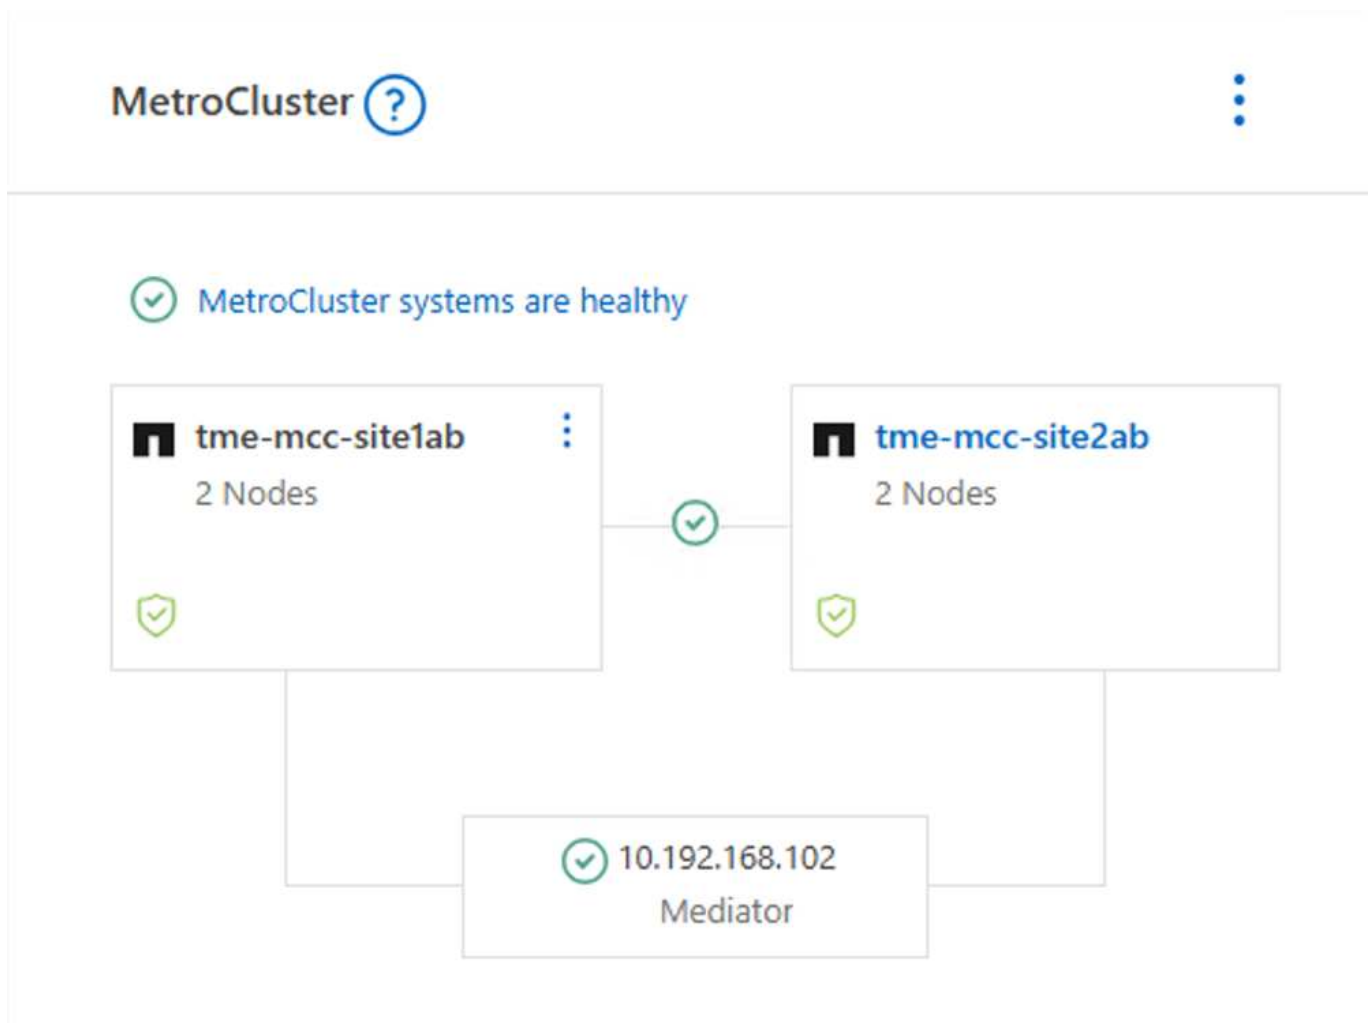 MetroCluster ?
MetroCluster systems are healthy
tme-mcc-site1ab
2 Nodes
tme-mcc-site2ab
2 Nodes
10.192.168.102
Mediator